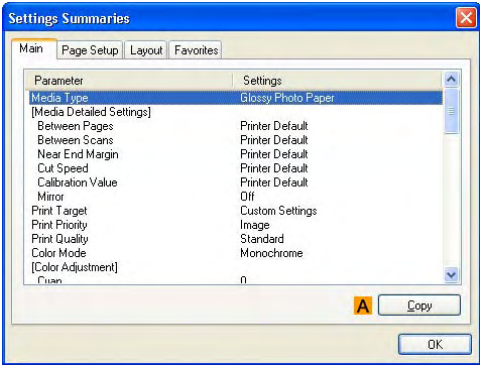 Settings Summaries
Main Page Setup Layout Favorites
Parameter Settings
Media Type Glossy Photo Paper
[Media Detailed Settings]
Between Pages Printer Default
Between Scans Printer Default
Near End Margin Printer Default
Cut Speed Printer Default
Calibration Value Printer Default
Mirror Off
Print Target Custom Settings
Print Priority Image
Print Quality Standard
Color Mode Monochrome
[Color Adjustment]
Cyan 0
A Copy
OK